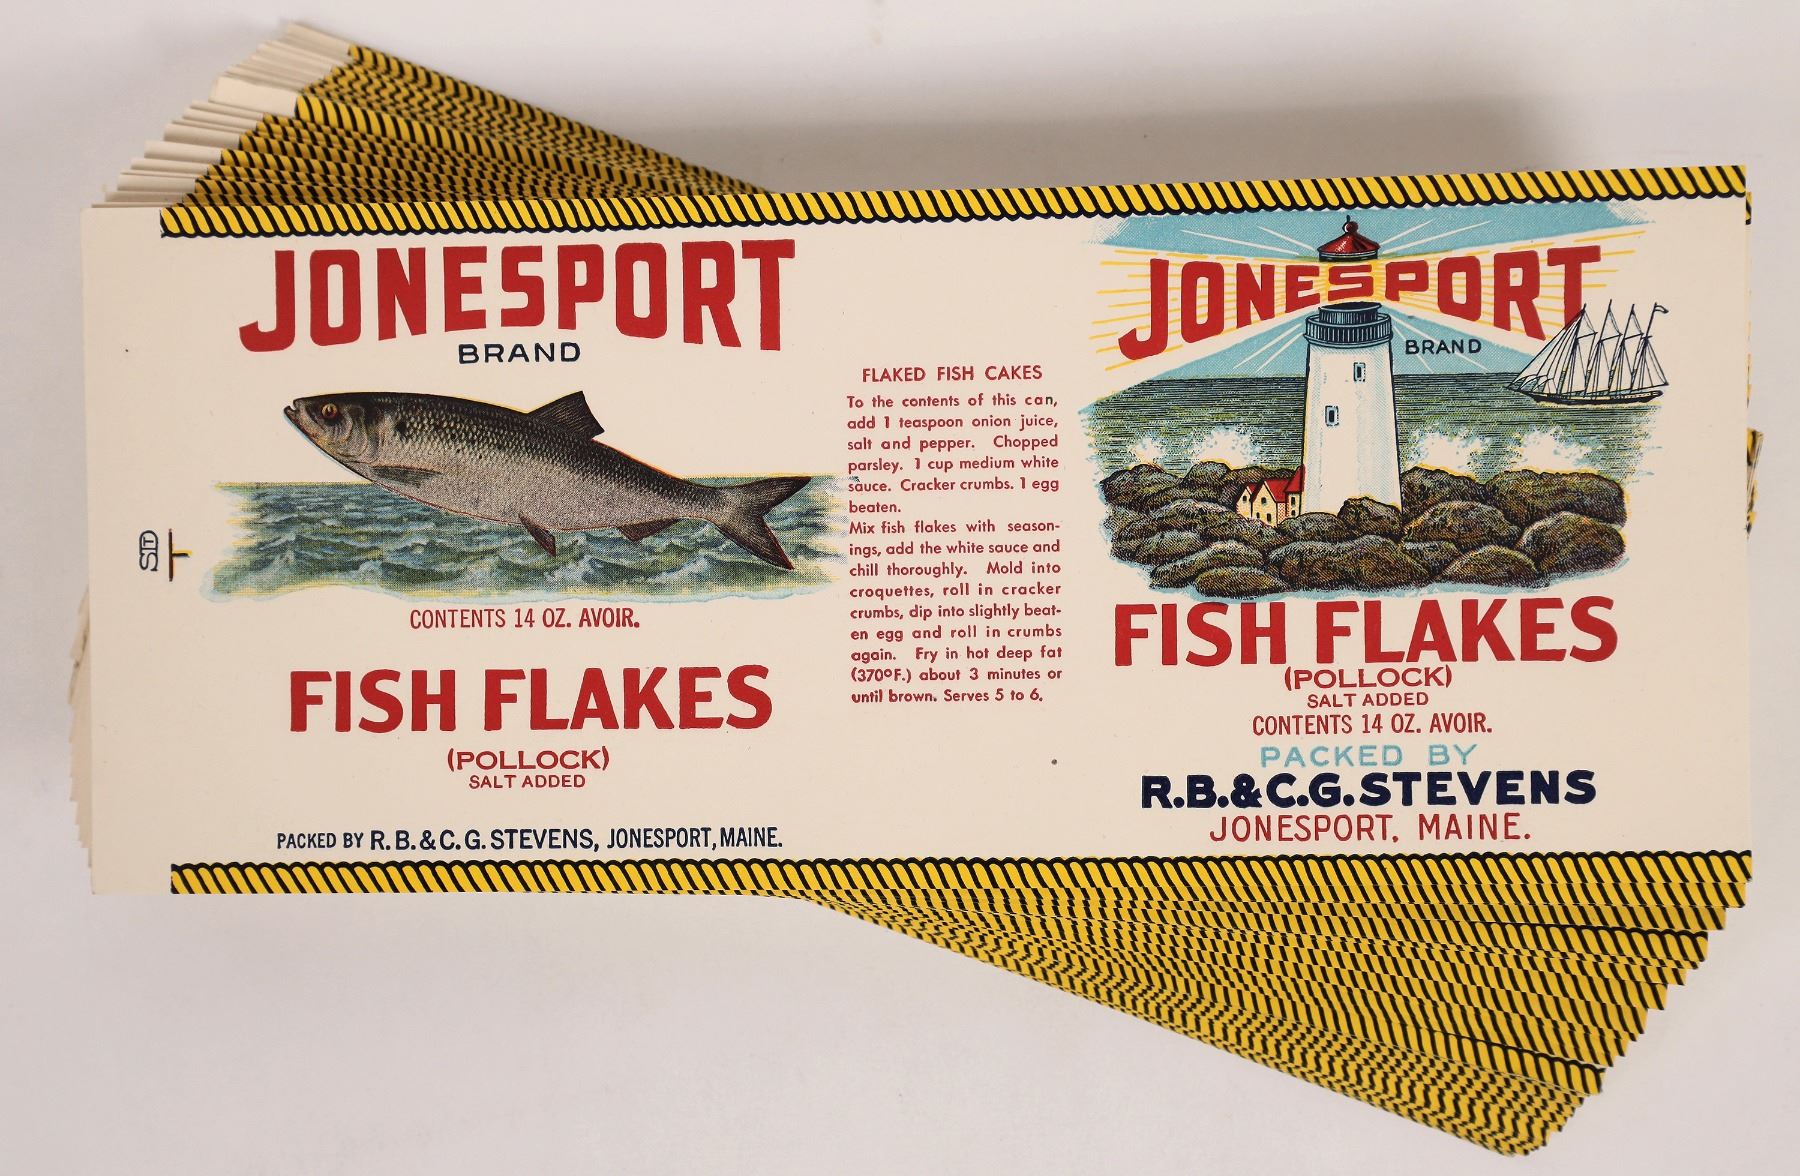 JONESPORT
BRAND
CONTENTS 14 OZ. AVOIR.
FISH FLAKES
(POLLOCK)
SALT ADDED
PACKED BY R.B.&C.G.STEVENS, JONESPORT, MAINE.
FLAKED FISH CAKES
To the contents of this can,
add 1 teaspoon onion juice,
salt and pepper. Chopped
parsley. 1 cup medium white
sauce. Cracker crumbs. 1 egg
beaten.
Mix fish flakes with season-
ings, add the white sauce and
chill thoroughly. Mold into
croquettes, roll in cracker
crumbs, dip into slightly beat-
en egg and roll in crumbs
again. Fry in hot deep fat
(370°F.) about 3 minutes or
until brown. Serves 5 to 6.
JONESPORT
BRAND
FISH FLAKES
(POLLOCK)
SALT ADDED
CONTENTS 14 OZ. AVOIR.
PACKED BY
R.B.&C.G.STEVENS
JONESPORT, MAINE.